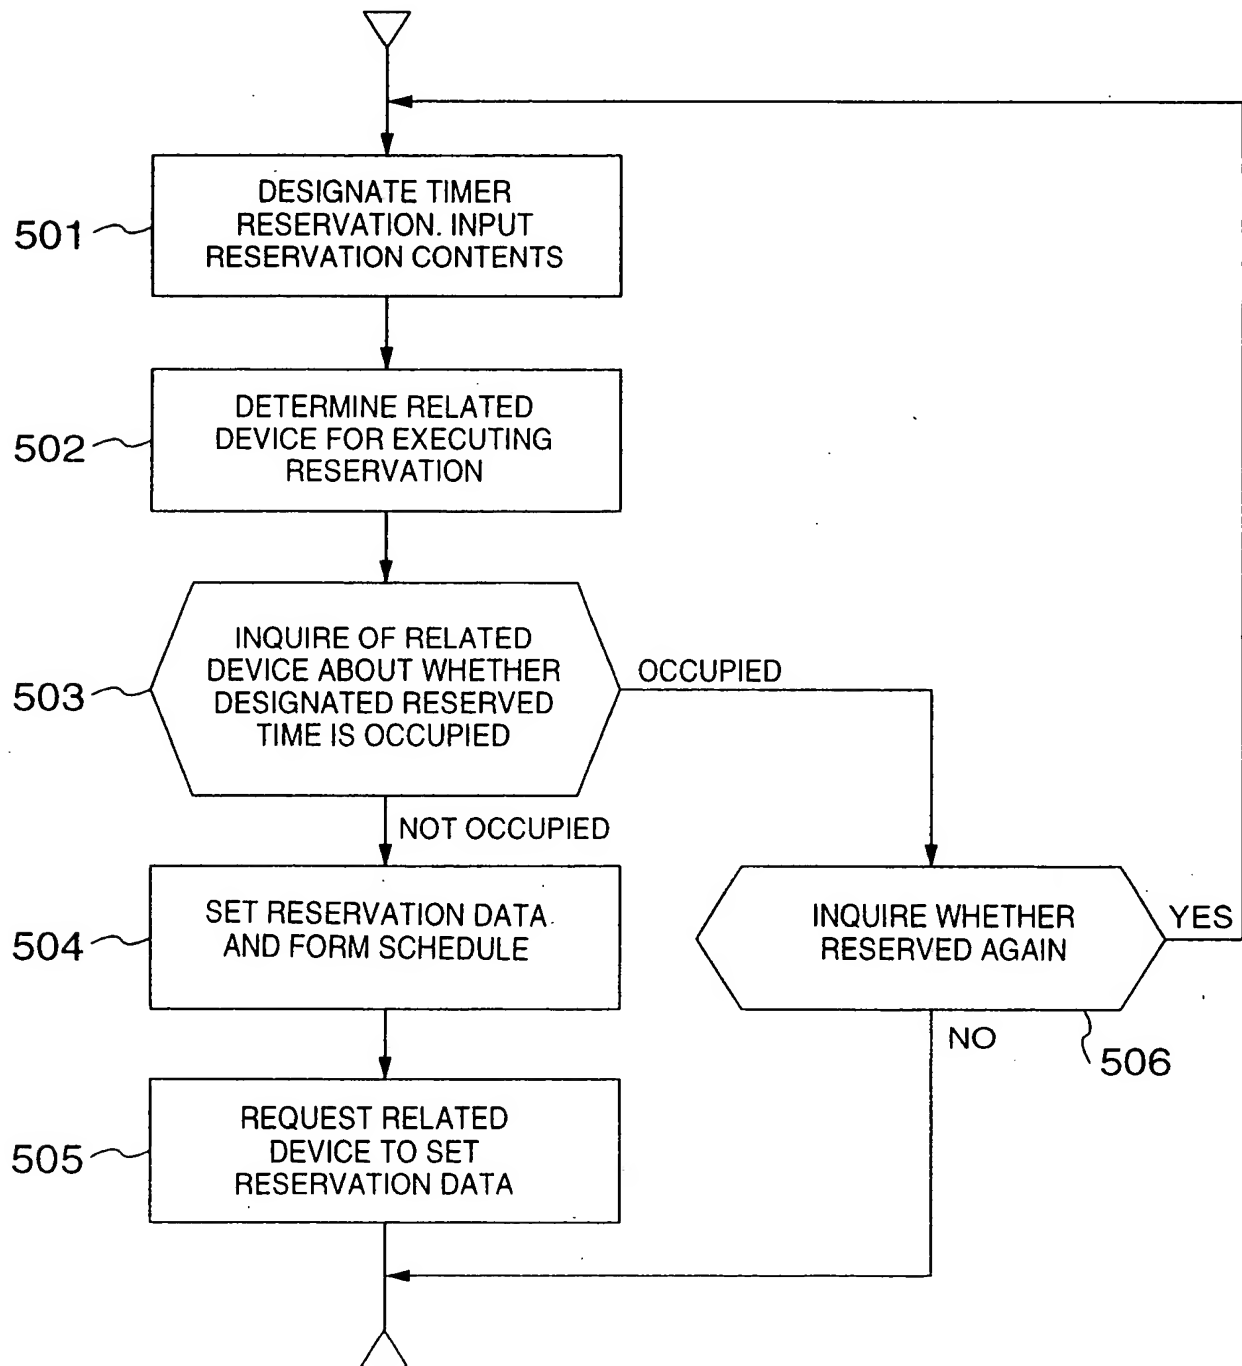 DESIGNATE TIMER
RESERVATION. INPUT
RESERVATION CONTENTS
501
DETERMINE RELATED
DEVICE FOR EXECUTING
RESERVATION
502
INQUIRE OF RELATED
DEVICE ABOUT WHETHER
DESIGNATED RESERVED
TIME IS OCCUPIED
503
OCCUPIED
NOT OCCUPIED
SET RESERVATION DATA
AND FORM SCHEDULE
504
INQUIRE WHETHER
RESERVED AGAIN
YES
NO
506
REQUEST RELATED
DEVICE TO SET
RESERVATION DATA
505